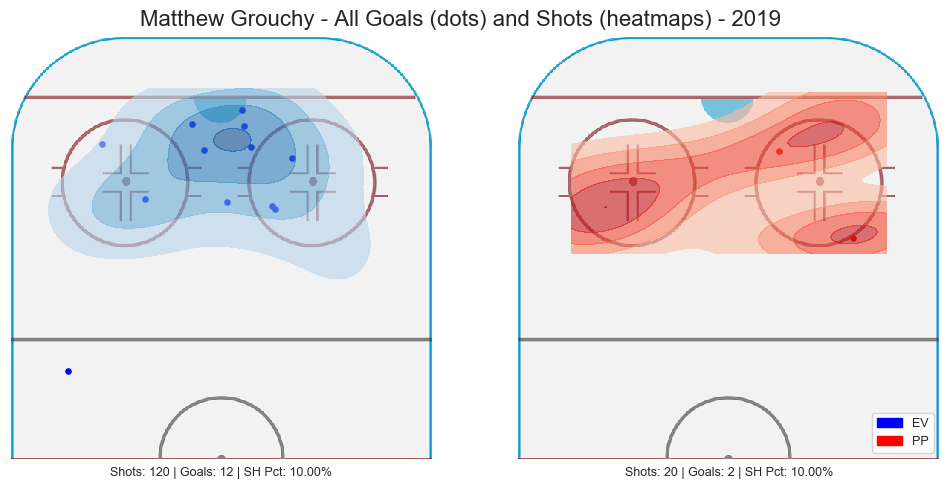 Matthew Grouchy - All Goals (dots) and Shots (heatmaps) - 2019
EV
PP
Shots: 120 | Goals: 12 | SH Pct: 10.00%
Shots: 20 | Goals: 2 | SH Pct: 10.00%